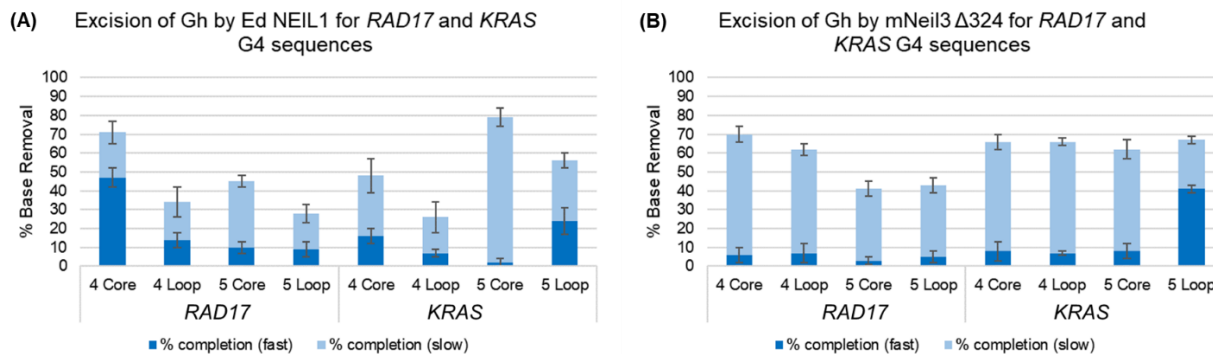 (A) Excision of Gh by Ed NEIL1 for RAD17 and KRAS
G4 sequences
% Base Removal
100
90
80
70
60
50
40
30
20
10
0
4 Core 4 Loop 5 Core 5 Loop 4 Core 4 Loop 5 Core 5 Loop
RAD17 KRAS
% completion (fast) % completion (slow)
(B) Excision of Gh by mNeil3 Δ324 for RAD17 and
KRAS G4 sequences
% Base Removal
100
90
80
70
60
50
40
30
20
10
0
4 Core 4 Loop 5 Core 5 Loop 4 Core 4 Loop 5 Core 5 Loop
RAD17 KRAS
% completion (fast) % completion (slow)